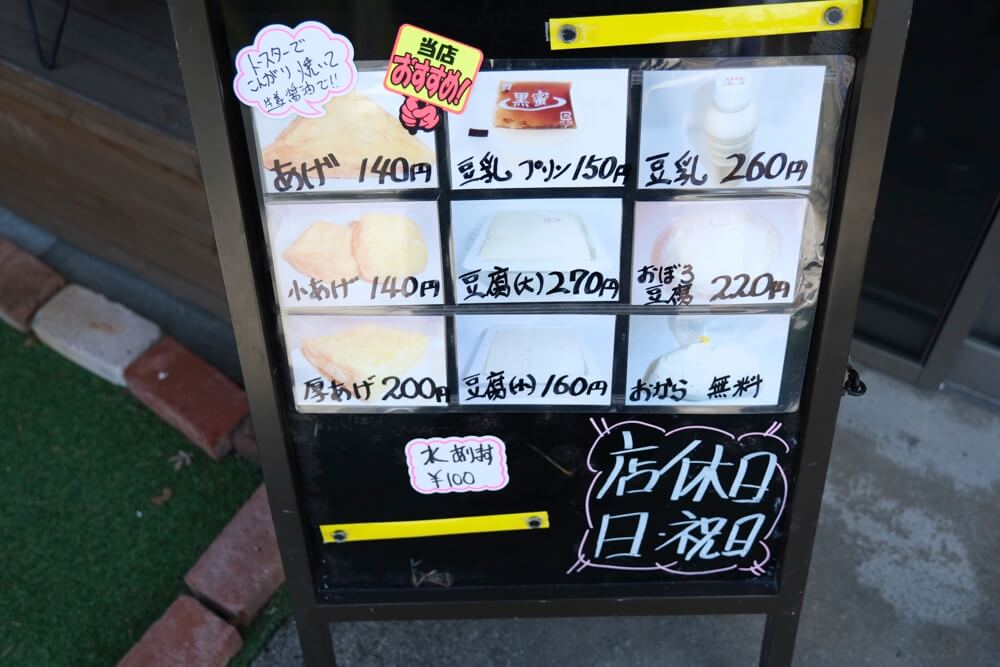 トースターで
こんがり焼いて
生姜醤油で!!
当店
おすすめ!
黒蜜
あげ 140円
豆乳プリン150円
豆乳 260円
小あげ 140円
豆腐(大)270円
おぼろ
豆腐 220円
厚あげ 200円
豆腐(小)160円
おから 無料
水あります
¥100
店休日
日・祝日